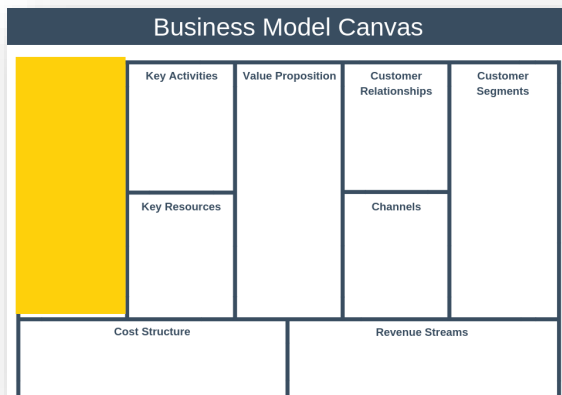 Business Model Canvas
Key Activities
Value Proposition
Customer
Relationships
Customer
Segments
Key Resources
Channels
Cost Structure
Revenue Streams